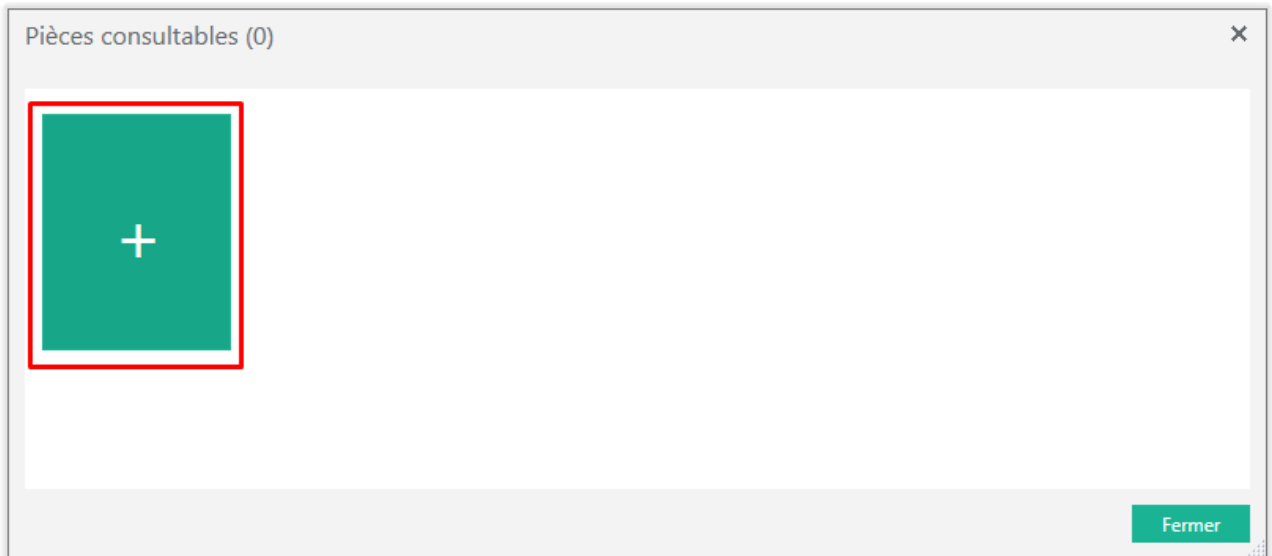 Pièces consultables (0)
+
Fermer